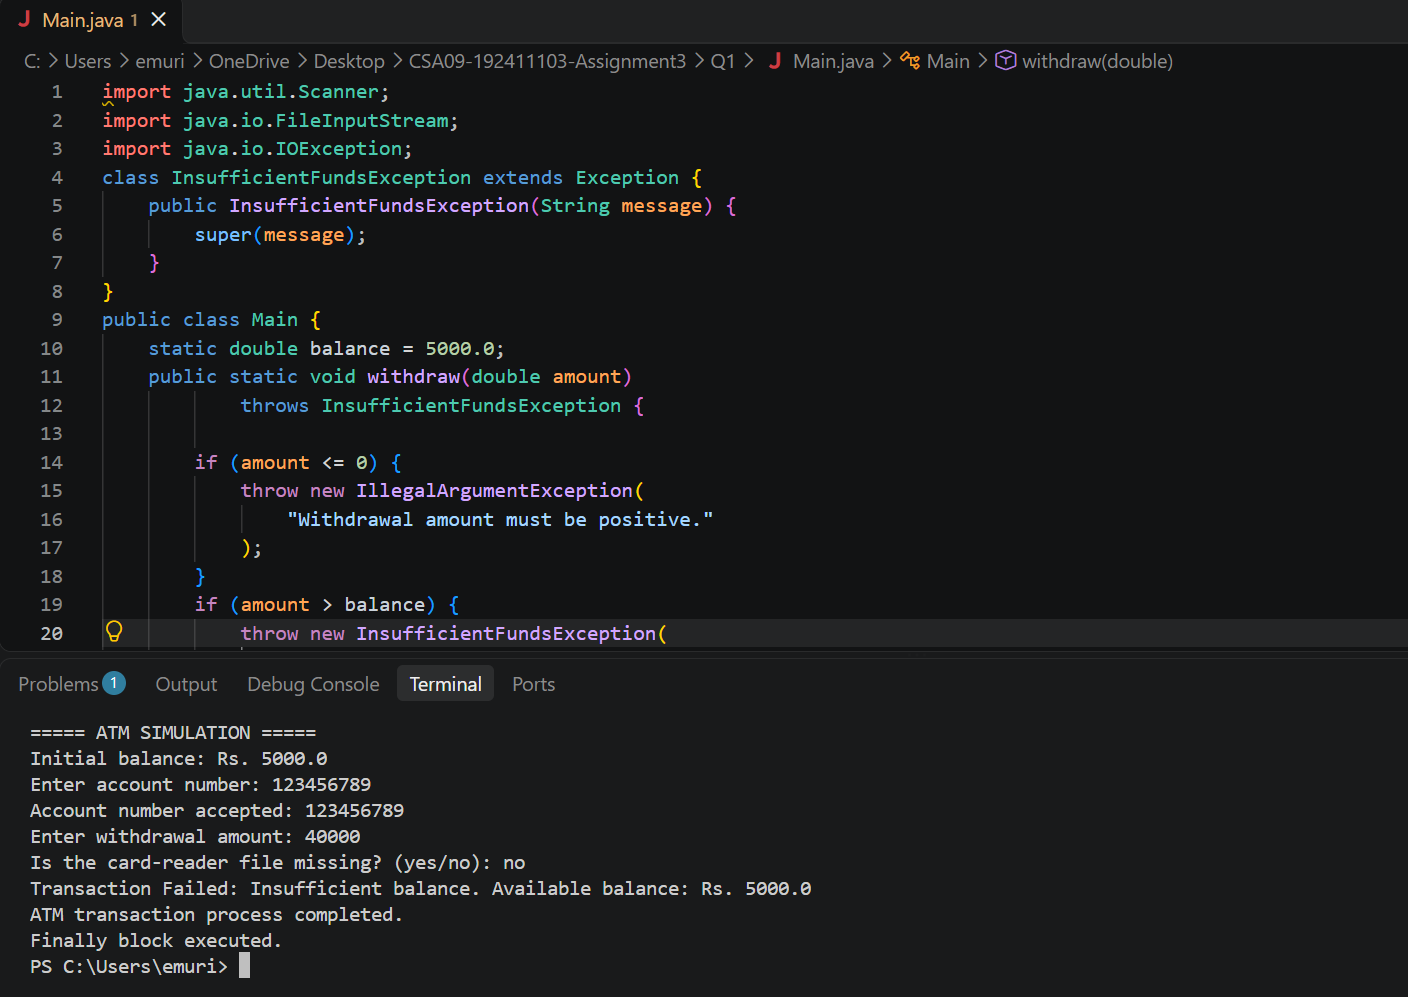 J Main.java 1 ×
C: > Users > emuri > OneDrive > Desktop > CSA09-192411103-Assignment3 > Q1 > J Main.java > Main > withdraw(double)
1 import java.util.Scanner;
2 import java.io.FileInputStream;
3 import java.io.IOException;
4 class InsufficientFundsException extends Exception {
5 public InsufficientFundsException(String message) {
6 super(message);
7 }
8 }
9 public class Main {
10 static double balance = 5000.0;
11 public static void withdraw(double amount)
12 throws InsufficientFundsException {
13
14 if (amount <= 0) {
15 throw new IllegalArgumentException(
16 "Withdrawal amount must be positive."
17 );
18 }
19 if (amount > balance) {
20 throw new InsufficientFundsException(
Problems 1 Output Debug Console Terminal Ports
===== ATM SIMULATION =====
Initial balance: Rs. 5000.0
Enter account number: 123456789
Account number accepted: 123456789
Enter withdrawal amount: 40000
Is the card-reader file missing? (yes/no): no
Transaction Failed: Insufficient balance. Available balance: Rs. 5000.0
ATM transaction process completed.
Finally block executed.
PS C:\Users\emuri>